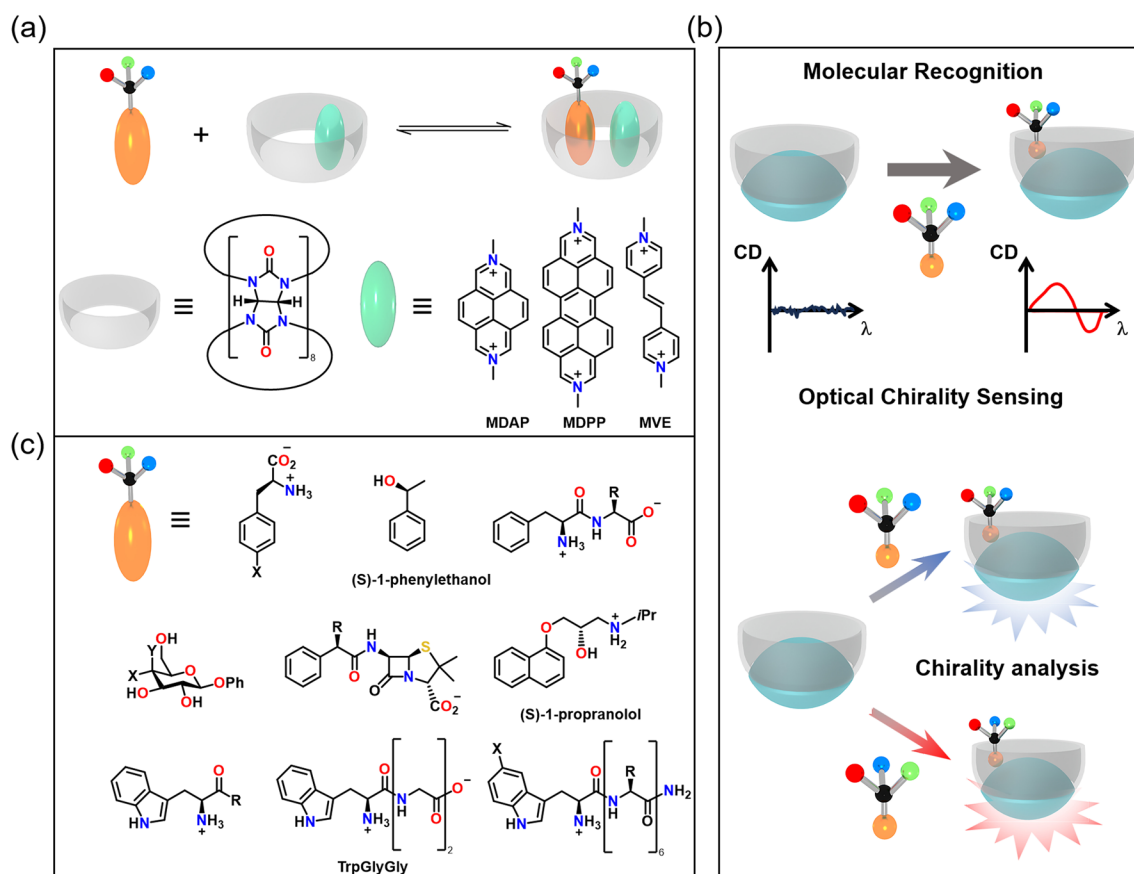 (a)
+
≡
O
N N
H H
N N
O
8
≡
N
+
N
+
MDAP
N
+
N
+
MDPP
N
+
N
+
MVE
(b)
Molecular Recognition
CD
λ
CD
λ
Optical Chirality Sensing
Chirality analysis
(c)
≡
CO2−
+
NH3
X
HO
(S)-1-phenylethanol
O R
N
H
O−
O
NH3
+
OH
Y
X
HO
O
OH
O Ph
R
H
N
O
S
O
N
CO2−
O
OH
+
N
H2
iPr
(S)-1-propranolol
O
R
HN
NH3
+
O
HN
NH3
+
N
H
O
O−
2
TrpGlyGly
X
O
HN
NH3
+
H
N
R
O
NH2
6